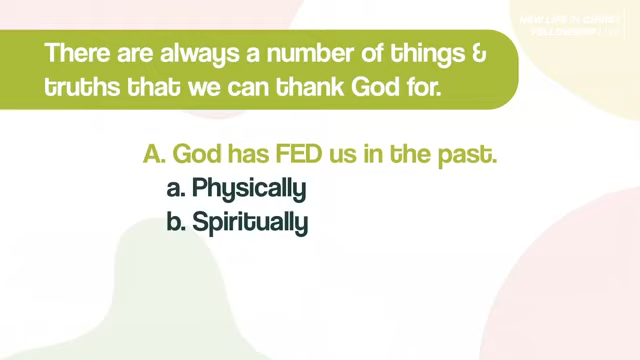 NEW LIFE IN CHRIST
FELLOWSHIP LIVE
There are always a number of things &
truths that we can thank God for.
A. God has FED us in the past.
a. Physically
b. Spiritually